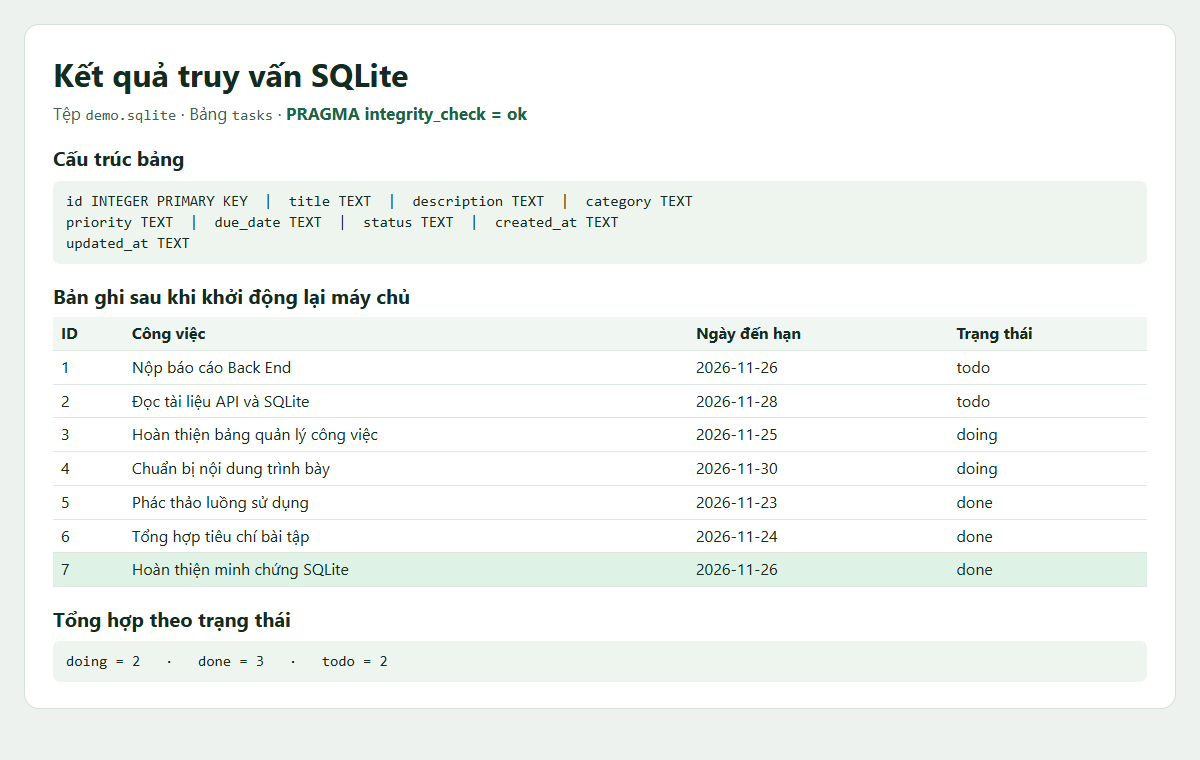 Kết quả truy vấn SQLite
Tệp demo.sqlite · Bảng tasks · PRAGMA integrity_check = ok
Cấu trúc bảng
id INTEGER PRIMARY KEY | title TEXT | description TEXT | category TEXT
priority TEXT | due_date TEXT | status TEXT | created_at TEXT
updated_at TEXT
Bản ghi sau khi khởi động lại máy chủ
ID Công việc Ngày đến hạn Trạng thái
1 Nộp báo cáo Back End 2026-11-26 todo
2 Đọc tài liệu API và SQLite 2026-11-28 todo
3 Hoàn thiện bảng quản lý công việc 2026-11-25 doing
4 Chuẩn bị nội dung trình bày 2026-11-30 doing
5 Phác thảo luồng sử dụng 2026-11-23 done
6 Tổng hợp tiêu chí bài tập 2026-11-24 done
7 Hoàn thiện minh chứng SQLite 2026-11-26 done
Tổng hợp theo trạng thái
doing = 2 · done = 3 · todo = 2